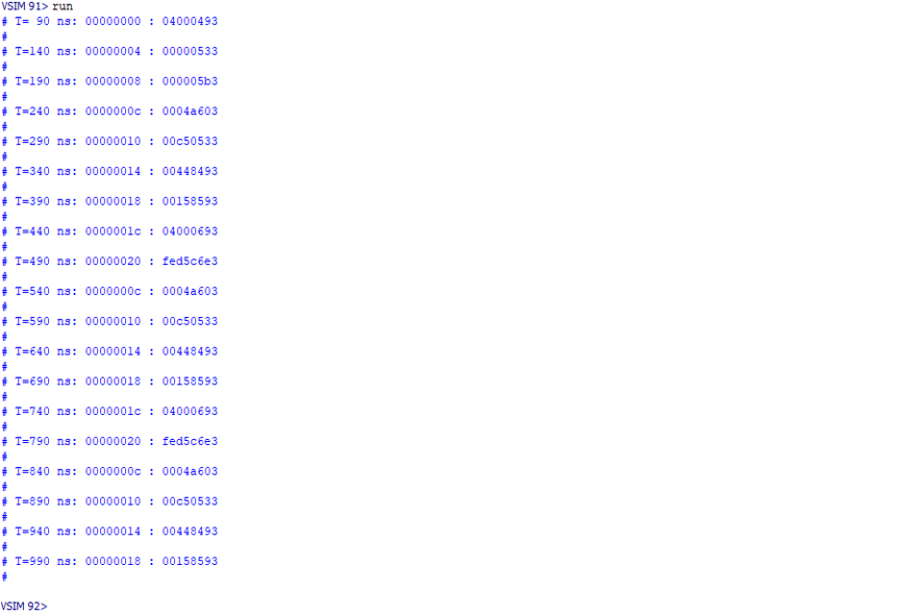 VSIM 91> run
# T= 90 ns: 00000000 : 04000493
#
# T=140 ns: 00000004 : 00000533
#
# T=190 ns: 00000008 : 000005b3
#
# T=240 ns: 0000000c : 0004a603
#
# T=290 ns: 00000010 : 00c50533
#
# T=340 ns: 00000014 : 00448493
#
# T=390 ns: 00000018 : 00158593
#
# T=440 ns: 0000001c : 04000693
#
# T=490 ns: 00000020 : fed5c6e3
#
# T=540 ns: 0000000c : 0004a603
#
# T=590 ns: 00000010 : 00c50533
#
# T=640 ns: 00000014 : 00448493
#
# T=690 ns: 00000018 : 00158593
#
# T=740 ns: 0000001c : 04000693
#
# T=790 ns: 00000020 : fed5c6e3
#
# T=840 ns: 0000000c : 0004a603
#
# T=890 ns: 00000010 : 00c50533
#
# T=940 ns: 00000014 : 00448493
#
# T=990 ns: 00000018 : 00158593
#
VSIM 92>